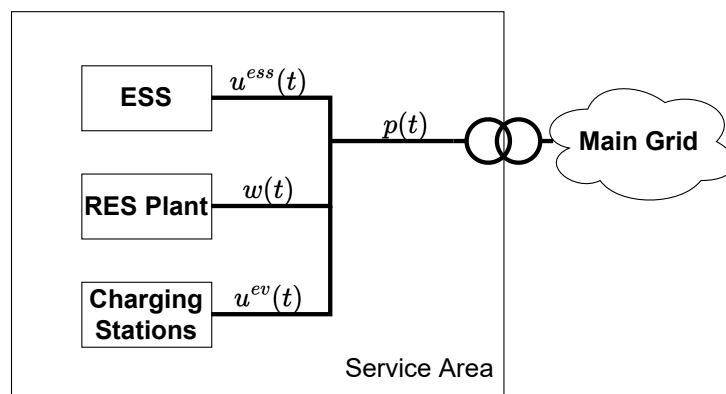 ESS
u^{ess}(t)
p(t)
Main Grid
RES Plant
w(t)
Charging
Stations
u^{ev}(t)
Service Area